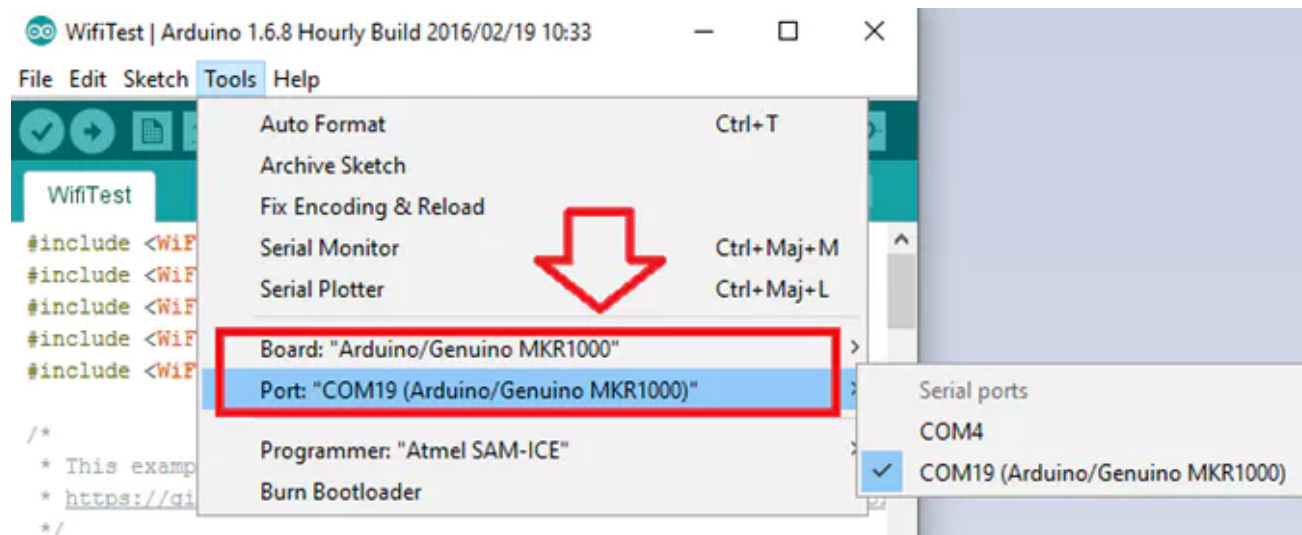 WifiTest | Arduino 1.6.8 Hourly Build 2016/02/19 10:33
File Edit Sketch Tools Help
Auto Format Ctrl+T
Archive Sketch
WifiTest
Fix Encoding & Reload
#include <WiF
Serial Monitor Ctrl+Maj+M
#include <WiF
Serial Plotter Ctrl+Maj+L
#include <WiF
#include <WiF
Board: "Arduino/Genuino MKR1000"
#include <WiF
Port: "COM19 (Arduino/Genuino MKR1000)"
Serial ports
COM4
/*
Programmer: "Atmel SAM-ICE"
* This examp
COM19 (Arduino/Genuino MKR1000)
Burn Bootloader
* https://gi
*/